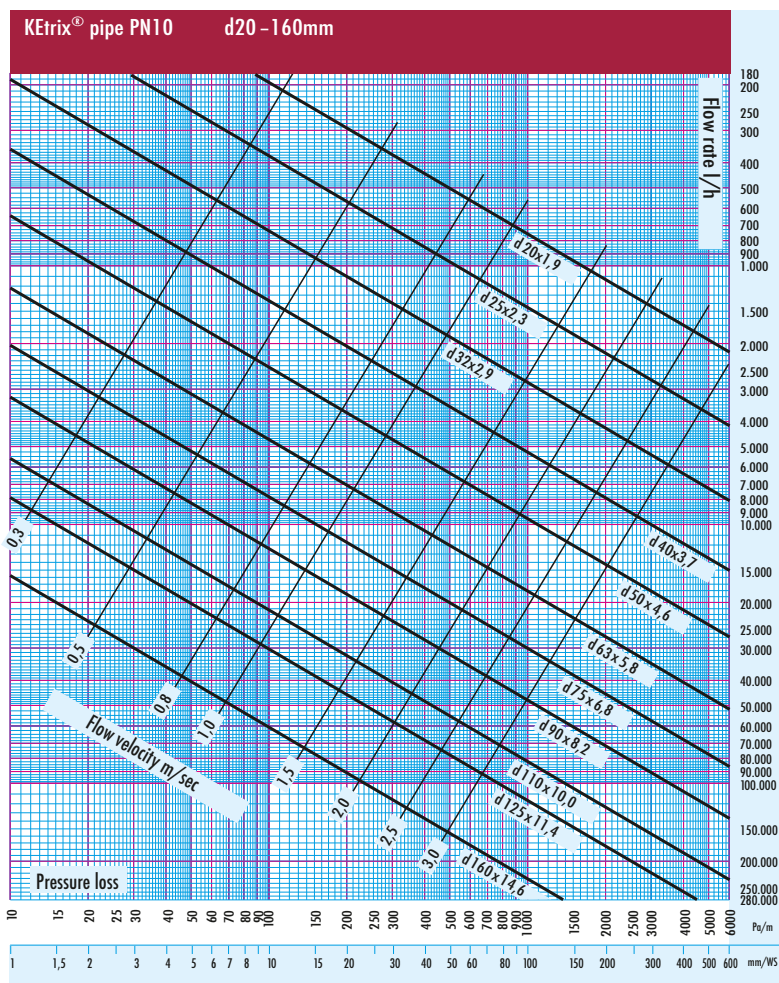 KEtrix® pipe PN10 d20 –160mm
Flow rate l/h
180
200
250
300
400
500
600
700
800
900
1.000
1.500
2.000
2.500
3.000
4.000
5.000
6.000
7.000
8.000
9.000
10.000
15.000
20.000
25.000
30.000
40.000
50.000
60.000
70.000
80.000
90.000
100.000
150.000
200.000
250.000
280.000
d20x1,9
d25x2,3
d32x2,9
d40x3,7
d50x4,6
d63x5,8
d75x6,8
d90x8,2
d110x10,0
d125x11,4
d160x14,6
0,3
0,5
0,8
1,0
1,5
2,0
2,5
3,0
Flow velocity m/sec
Pressure loss
10 15 20 25 30 40 50 60 70 80 90 100 150 200 250 300 400 500 600 700 800 900 1000 1500 2000 2500 3000 4000 5000 6000 Pa/m
1 1,5 2 3 4 5 6 7 8 10 15 20 30 40 50 60 80 100 150 200 300 400 500 600 mm/WS